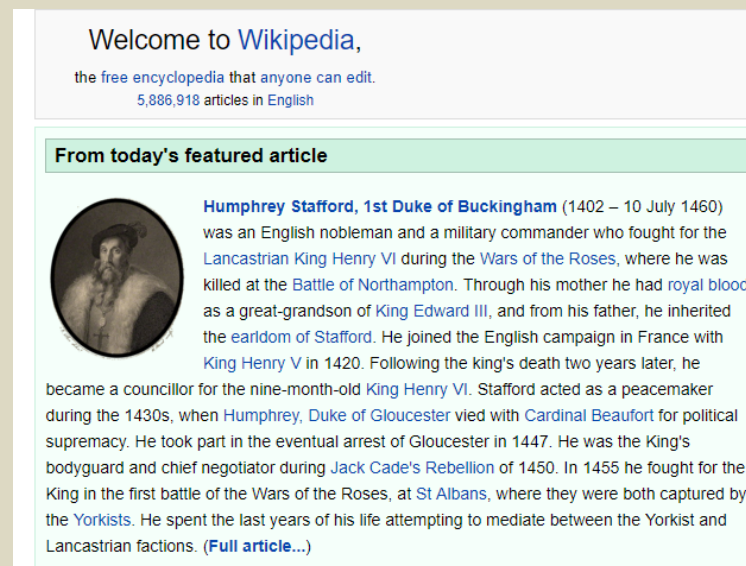 Welcome to Wikipedia,
the free encyclopedia that anyone can edit.
5,886,918 articles in English
From today's featured article
Humphrey Stafford, 1st Duke of Buckingham (1402 – 10 July 1460)
was an English nobleman and a military commander who fought for the
Lancastrian King Henry VI during the Wars of the Roses, where he was
killed at the Battle of Northampton. Through his mother he had royal blood
as a great-grandson of King Edward III, and from his father, he inherited
the earldom of Stafford. He joined the English campaign in France with
King Henry V in 1420. Following the king's death two years later, he
became a councillor for the nine-month-old King Henry VI. Stafford acted as a peacemaker
during the 1430s, when Humphrey, Duke of Gloucester vied with Cardinal Beaufort for political
supremacy. He took part in the eventual arrest of Gloucester in 1447. He was the King's
bodyguard and chief negotiator during Jack Cade's Rebellion of 1450. In 1455 he fought for the
King in the first battle of the Wars of the Roses, at St Albans, where they were both captured by
the Yorkists. He spent the last years of his life attempting to mediate between the Yorkist and
Lancastrian factions. (Full article...)